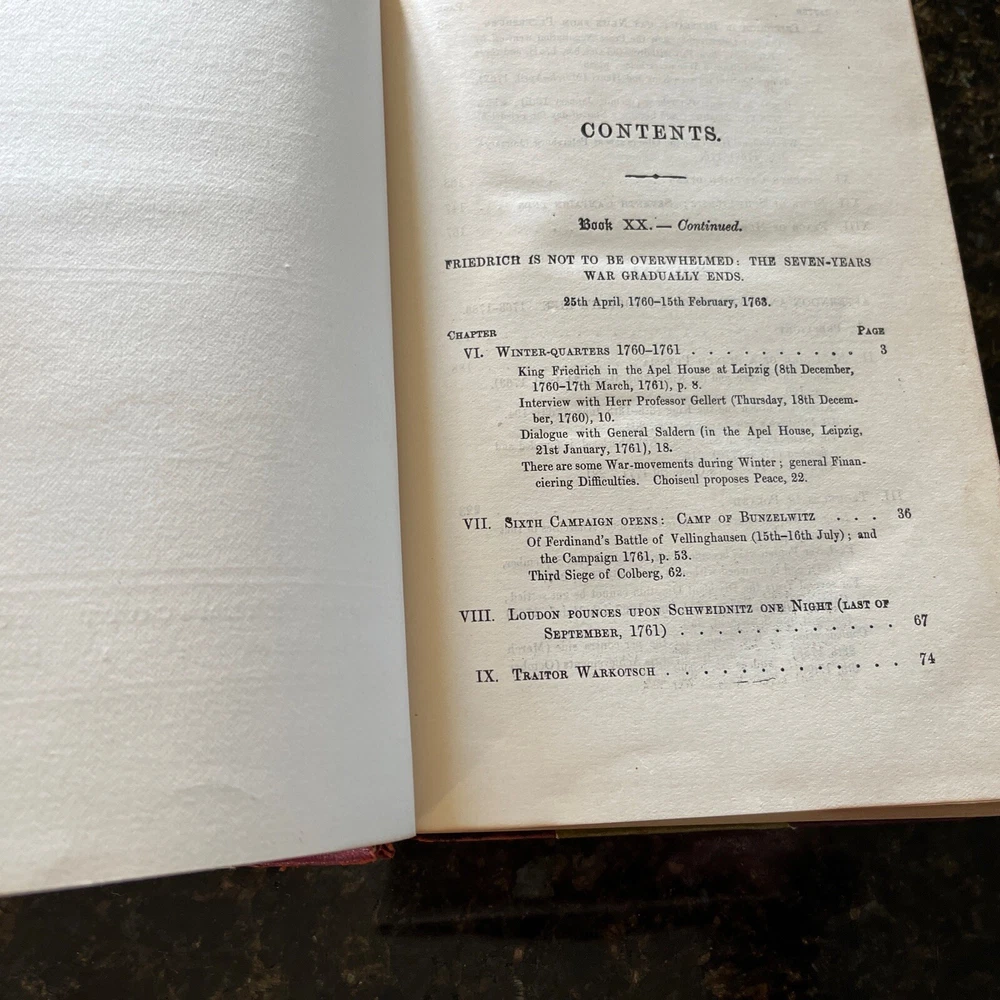 CONTENTS.
Book XX. — Continued.
FRIEDRICH IS NOT TO BE OVERWHELMED: THE SEVEN-YEARS
WAR GRADUALLY ENDS.
25th April, 1760–15th February, 1763.
CHAPTER PAGE
VI. WINTER-QUARTERS 1760–1761 . . . . . . . . . . 3
King Friedrich in the Apel House at Leipzig (8th December,
1760–17th March, 1761), p. 8.
Interview with Herr Professor Gellert (Thursday, 18th Decem-
ber, 1760), 10.
Dialogue with General Saldern (in the Apel House, Leipzig,
21st January, 1761), 18.
There are some War-movements during Winter; general Finan-
ciering Difficulties. Choiseul proposes Peace, 22.
VII. SIXTH CAMPAIGN OPENS: CAMP OF BUNZELWITZ . . . 36
Of Ferdinand's Battle of Vellinghausen (15th–16th July); and
the Campaign 1761, p. 53.
Third Siege of Colberg, 62.
VIII. LOUDON POUNCES UPON SCHWEIDNITZ ONE NIGHT (LAST OF
SEPTEMBER, 1761) . . . . . . . . . . . . 67
IX. TRAITOR WARKOTSCH . . . . . . . . . . . . . 74